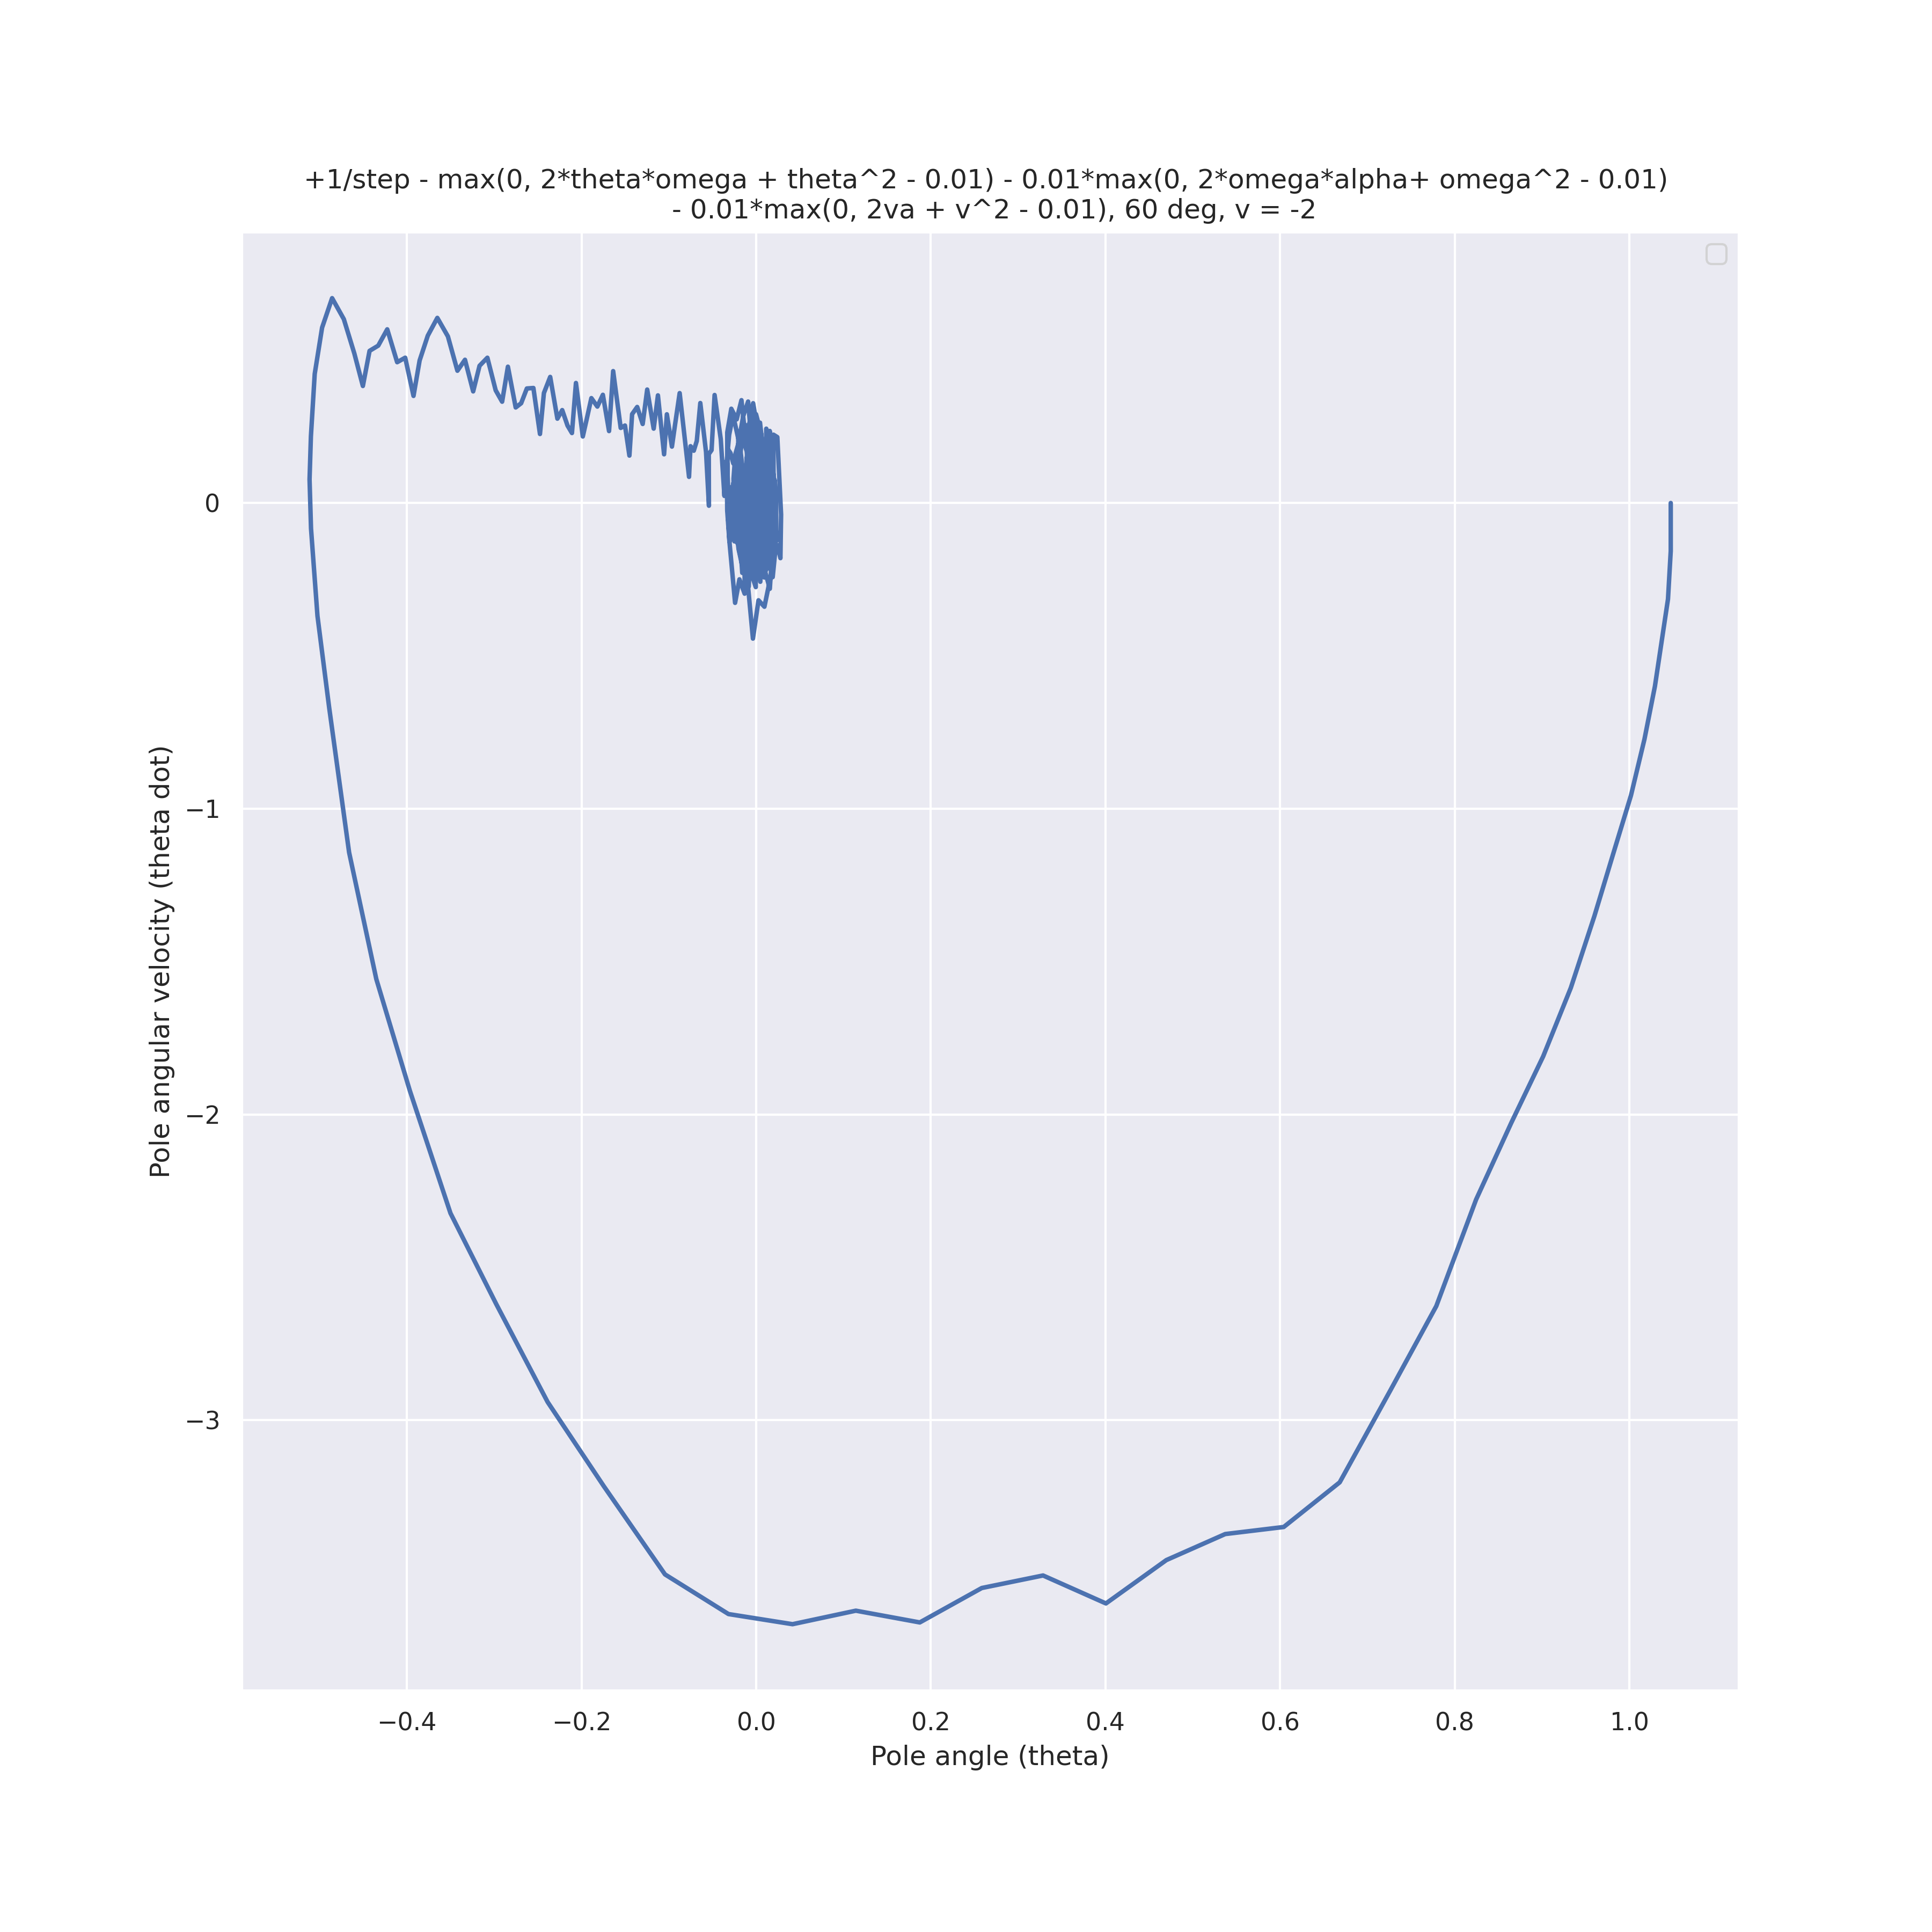 +1/step - max(0, 2*theta*omega + theta^2 - 0.01) - 0.01*max(0, 2*omega*alpha+ omega^2 - 0.01)
- 0.01*max(0, 2va + v^2 - 0.01), 60 deg, v = -2
0
−1
−2
−3
Pole angular velocity (theta dot)
−0.4 −0.2 0.0 0.2 0.4 0.6 0.8 1.0
Pole angle (theta)